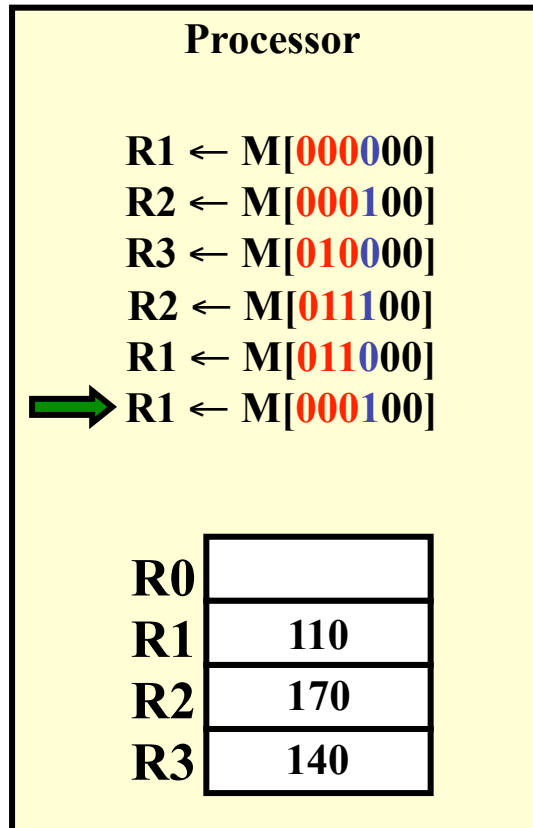 Processor
R1 ← M[000000]
R2 ← M[000100]
R3 ← M[010000]
R2 ← M[011100]
R1 ← M[011000]
R1 ← M[000100]
R0
R1 110
R2 170
R3 140